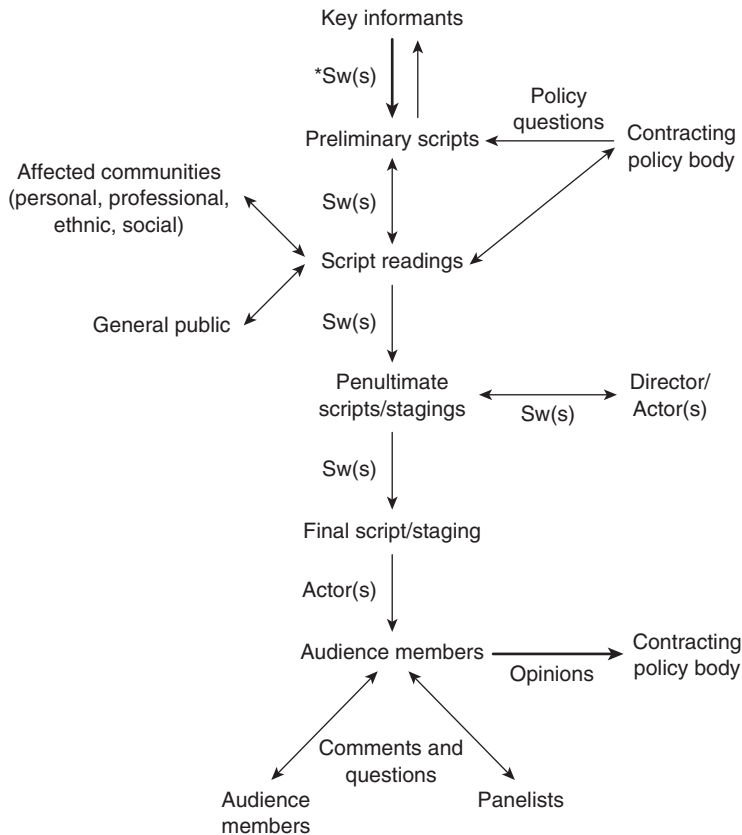 Key informants
*Sw(s)
Policy
questions
Preliminary scripts
Contracting
policy body
Affected communities
(personal, professional,
ethnic, social)
Sw(s)
Script readings
General public
Sw(s)
Penultimate
scripts/stagings
Sw(s)
Director/
Actor(s)
Sw(s)
Final script/staging
Actor(s)
Audience members
Opinions
Contracting
policy body
Comments and
questions
Audience
members
Panelists